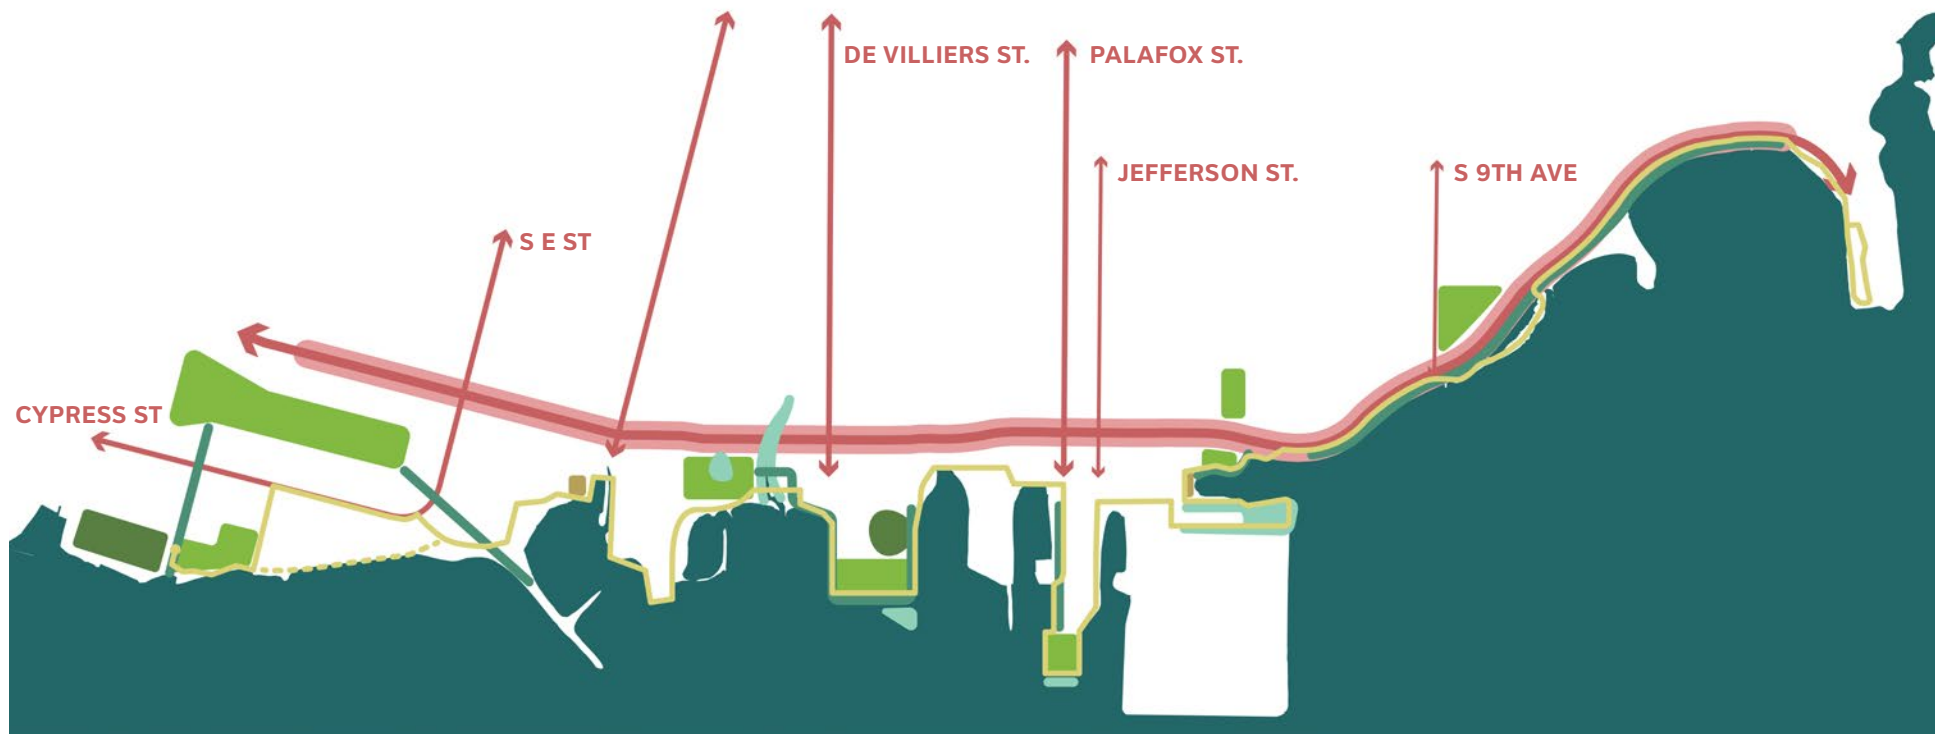 DE VILLIERS ST.
PALAFOX ST.
JEFFERSON ST.
S 9TH AVE
S E ST
CYPRESS ST